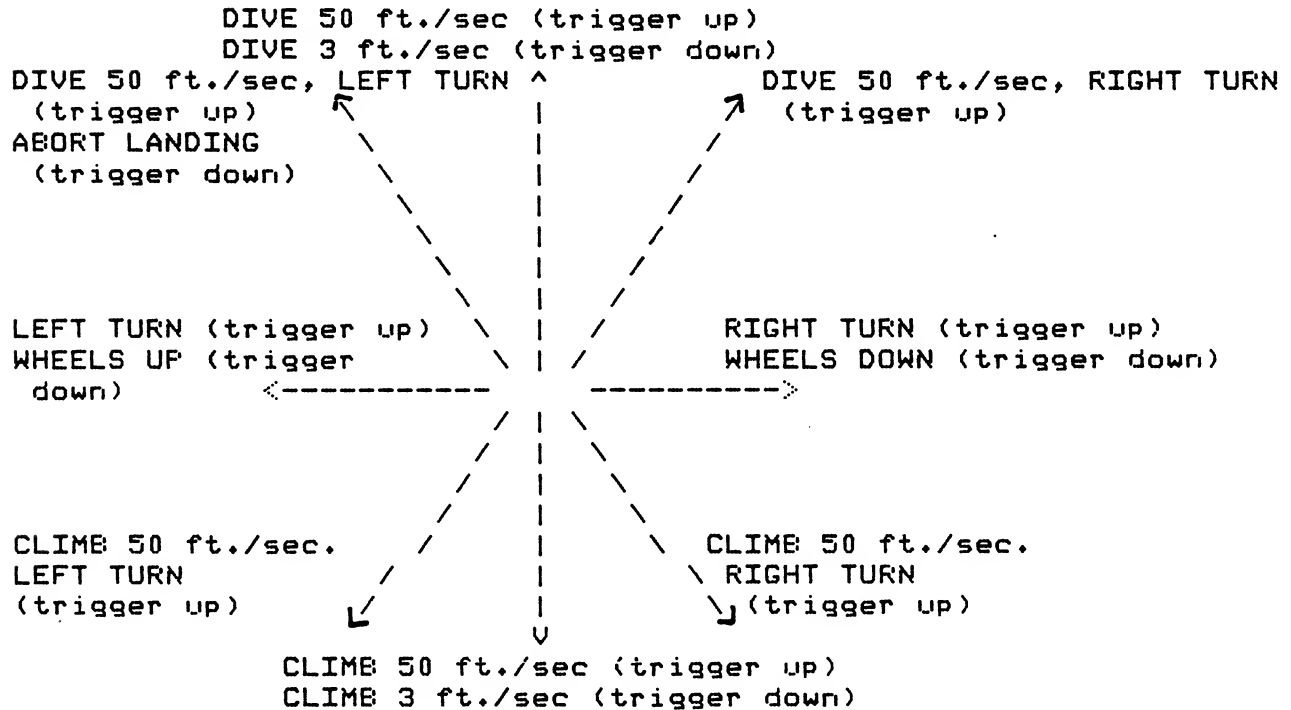 DIVE 50 ft./sec (trigger up)
DIVE 3 ft./sec (trigger down)
DIVE 50 ft./sec, LEFT TURN
(trigger up)
ABORT LANDING
(trigger down)
DIVE 50 ft./sec, RIGHT TURN
(trigger up)
LEFT TURN (trigger up)
WHEELS UP (trigger
down)
RIGHT TURN (trigger up)
WHEELS DOWN (trigger down)
CLIMB 50 ft./sec.
LEFT TURN
(trigger up)
CLIMB 50 ft./sec.
RIGHT TURN
(trigger up)
CLIMB 50 ft./sec (trigger up)
CLIMB 3 ft./sec (trigger down)